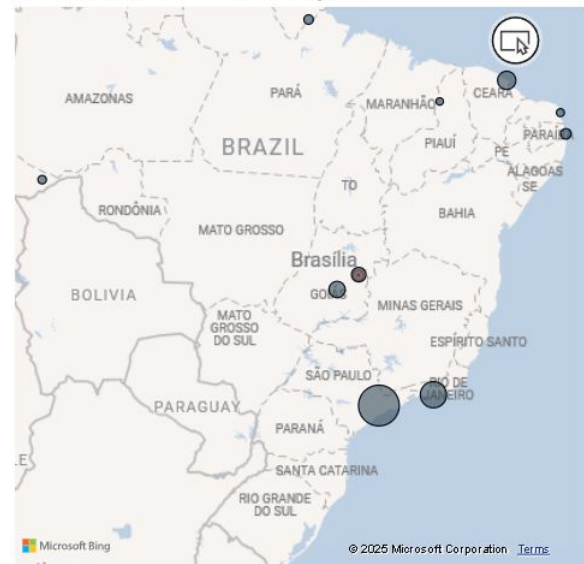 AMAZONAS
PARÁ
MARANHÃO
CEARÁ
BRAZIL
PIAUÍ
PE
ALAGOAS
SE
TO
RONDÔNIA
MATO GROSSO
BAHIA
Brasília
BOLIVIA
MATO
GROSSO
DO SUL
MINAS GERAIS
ESPÍRITO SANTO
SÃO PAULO
RIO DE
JANEIRO
PARAGUAY
PARANÁ
SANTA CATARINA
RIO GRANDE
DO SUL
Microsoft Bing
© 2025 Microsoft Corporation Terms